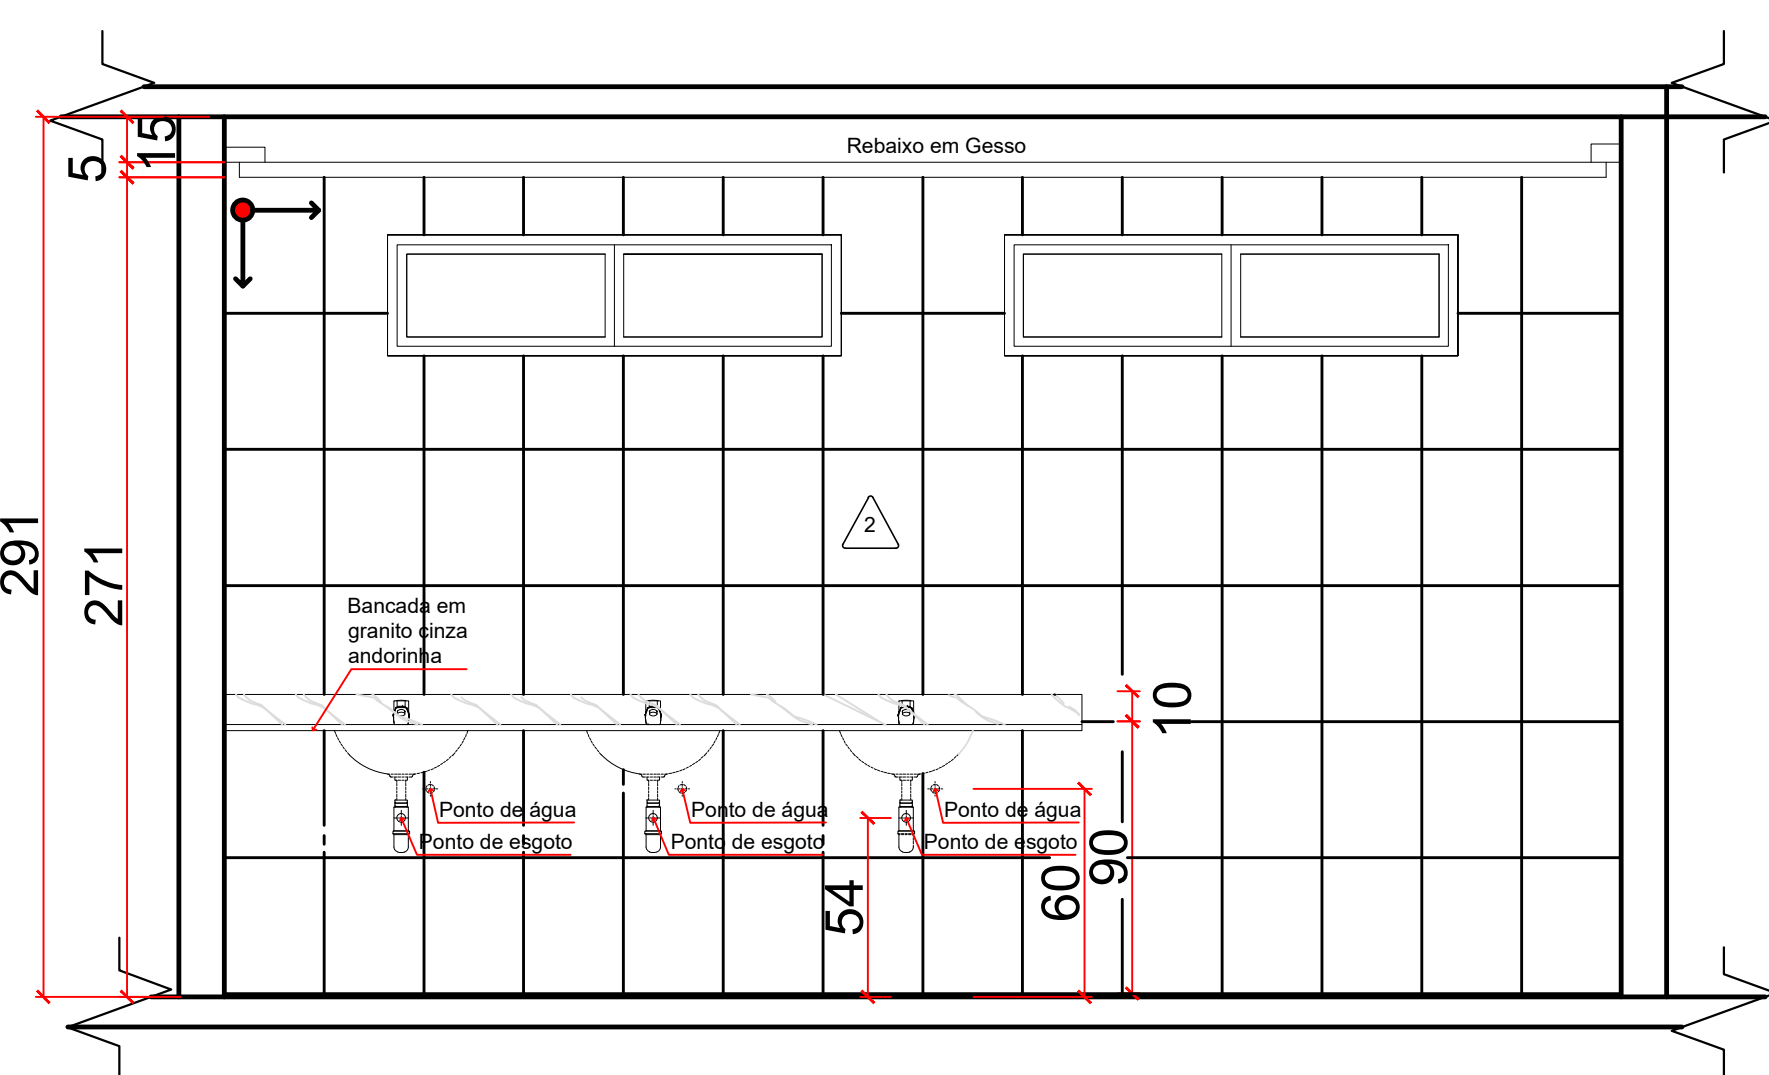 Rebaixo em Gesso
15
5
291
271
2
Bancada em
granito cinza
andorinha
10
Ponto de água
Ponto de esgoto
Ponto de água
Ponto de esgoto
Ponto de água
Ponto de esgoto
54
60
90